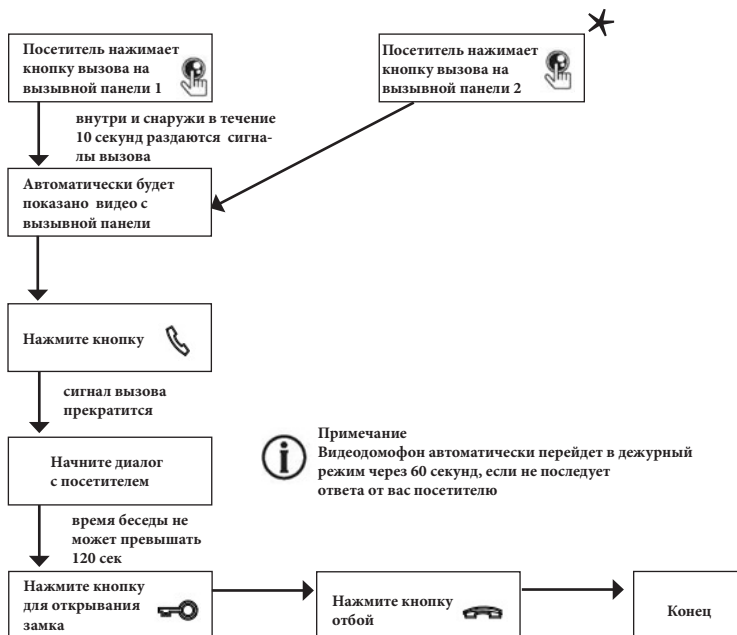 Посетитель нажимает
кнопку вызова на
вызывной панели 1
Посетитель нажимает
кнопку вызова на
вызывной панели 2
внутри и снаружи в течение
10 секунд раздаются сигна-
лы вызова
Автоматически будет
показано видео с
вызывной панели
Нажмите кнопку
сигнал вызова
прекратится
Примечание
Видеодомофон автоматически перейдет в дежурный
режим через 60 секунд, если не последует
ответа от вас посетителю
Начните диалог
с посетителем
время беседы не
может превышать
120 сек
Нажмите кнопку
для открывания
замка
Нажмите кнопку
отбой
Конец